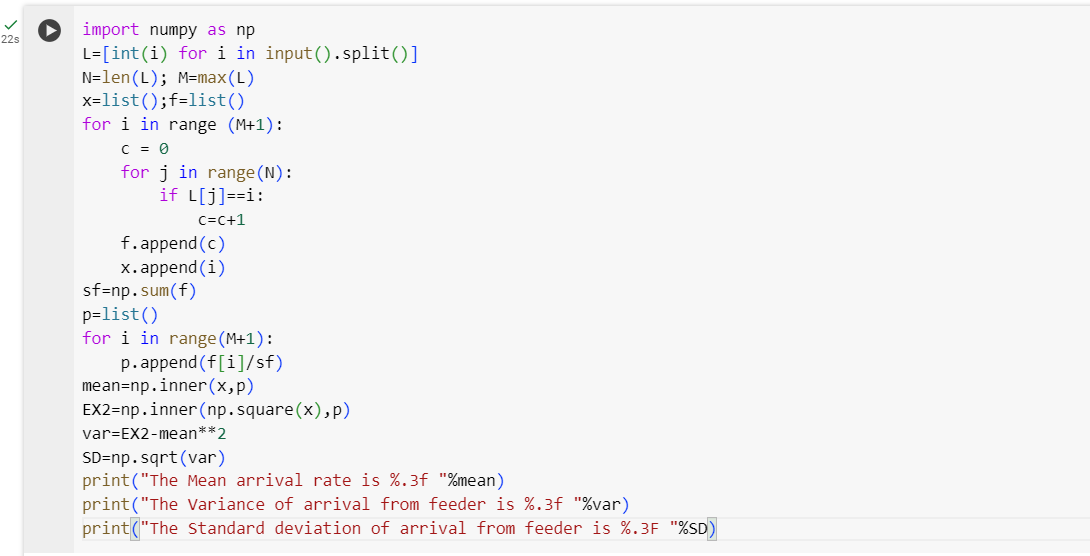 22s
import numpy as np
L=[int(i) for i in input().split()]
N=len(L); M=max(L)
x=list();f=list()
for i in range (M+1):
    c = 0
    for j in range(N):
        if L[j]==i:
            c=c+1
    f.append(c)
    x.append(i)
sf=np.sum(f)
p=list()
for i in range(M+1):
    p.append(f[i]/sf)
mean=np.inner(x,p)
EX2=np.inner(np.square(x),p)
var=EX2-mean**2
SD=np.sqrt(var)
print("The Mean arrival rate is %.3f "%mean)
print("The Variance of arrival from feeder is %.3f "%var)
print("The Standard deviation of arrival from feeder is %.3F "%SD)